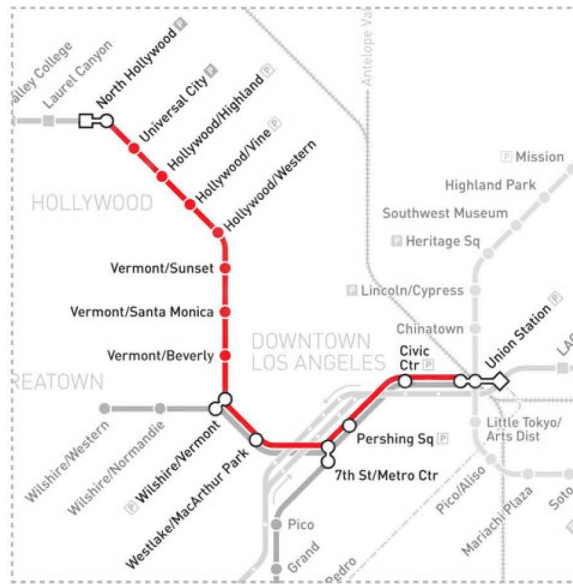 alley College
Laurel Canyon
North Hollywood P
Universal City P
Hollywood/Highland P
Hollywood/Vine P
Hollywood/Western
Antelope Va
P Mission
Highland Park
Southwest Museum
P Heritage Sq
HOLLYWOOD
Vermont/Sunset
P Lincoln/Cypress
Vermont/Santa Monica
Chinatown
DOWNTOWN
LOS ANGELES
Civic
Ctr P
Union Station P
Vermont/Beverly
LA
REATOWN
Wilshire/Western
Wilshire/Normandie
P Wilshire/Vermont
Westlake/MacArthur Park
Pershing Sq P
7th St/Metro Ctr
Little Tokyo/
Arts Dist
Pico/Aliso
Mariachi Plaza
Soto
Pico
Grand
Pedro